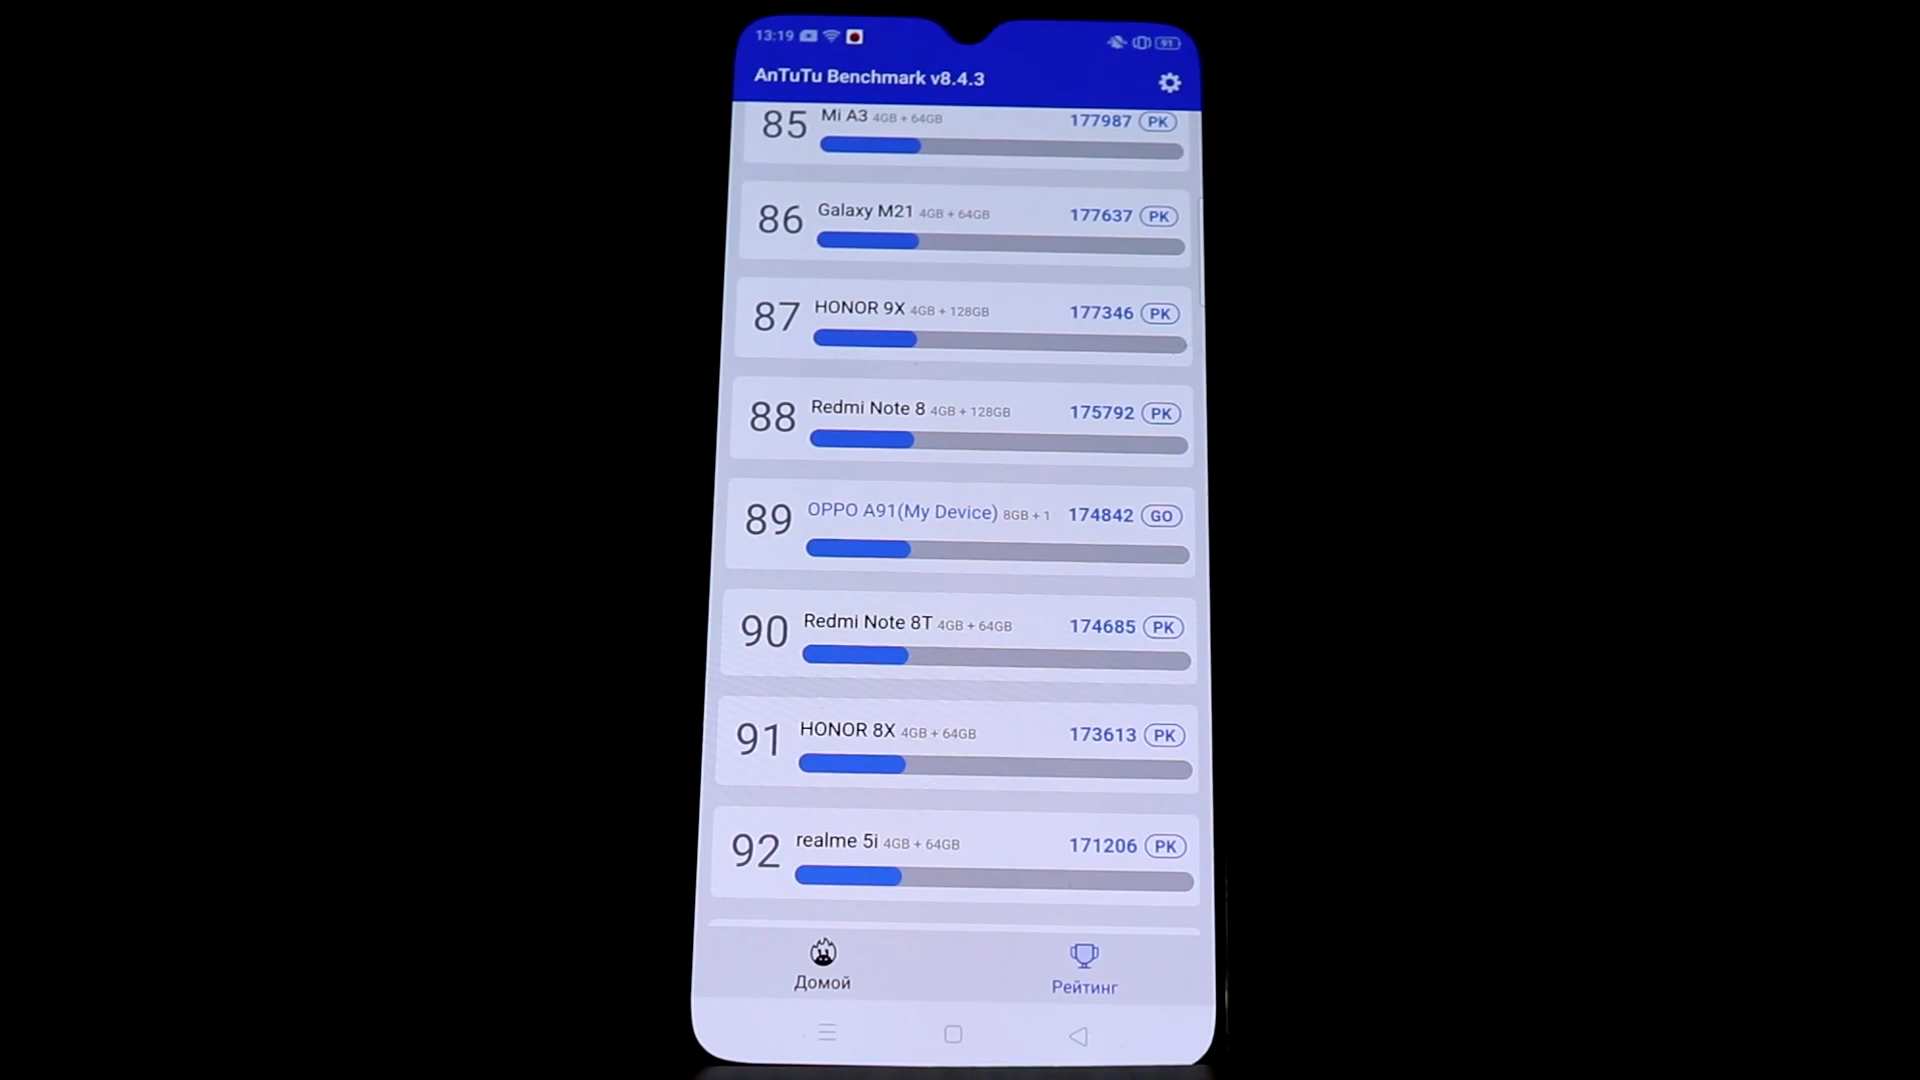 13:19 91
AnTuTu Benchmark v8.4.3
85 Mi A3 4GB + 64GB 177987 PK
86 Galaxy M21 4GB + 64GB 177637 PK
87 HONOR 9X 4GB + 128GB 177346 PK
88 Redmi Note 8 4GB + 128GB 175792 PK
89 OPPO A91(My Device) 8GB + 1 174842 GO
90 Redmi Note 8T 4GB + 64GB 174685 PK
91 HONOR 8X 4GB + 64GB 173613 PK
92 realme 5i 4GB + 64GB 171206 PK
Домой Рейтинг